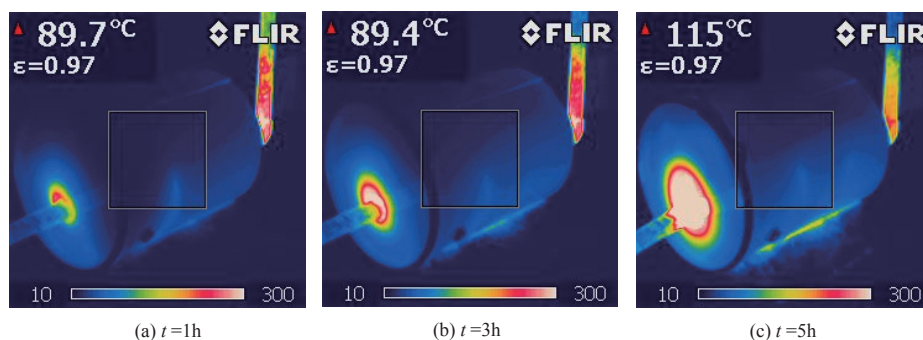 89.7°C
FLIR
ε=0.97
10 300
89.4°C
FLIR
ε=0.97
10 300
115°C
FLIR
ε=0.97
10 300
(a) t =1h
(b) t =3h
(c) t =5h